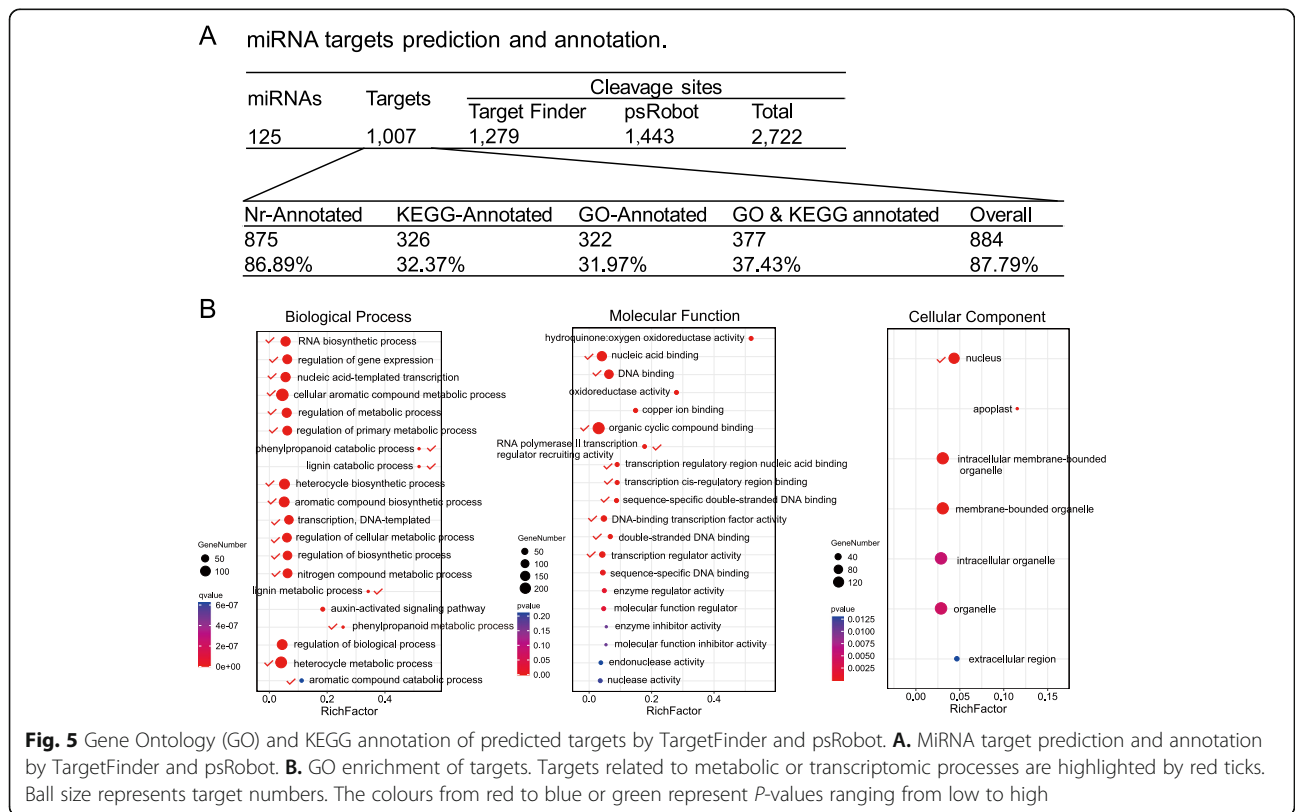 A miRNA targets prediction and annotation.
miRNAs Targets Cleavage sites
Target Finder psRobot Total
125 1,007 1,279 1,443 2,722
Nr-Annotated KEGG-Annotated GO-Annotated GO & KEGG annotated Overall
875 326 322 377 884
86.89% 32.37% 31.97% 37.43% 87.79%
B
Biological Process
RNA biosynthetic process
regulation of gene expression
nucleic acid-templated transcription
cellular aromatic compound metabolic process
regulation of metabolic process
regulation of primary metabolic process
phenylpropanoid catabolic process
lignin catabolic process
heterocycle biosynthetic process
aromatic compound biosynthetic process
transcription, DNA-templated
regulation of cellular metabolic process
regulation of biosynthetic process
nitrogen compound metabolic process
lignin metabolic process
auxin-activated signaling pathway
phenylpropanoid metabolic process
regulation of biological process
heterocycle metabolic process
aromatic compound catabolic process
GeneNumber
50
100
qvalue
6e-07
4e-07
2e-07
0e+00
0.0 0.2 0.4
RichFactor
Molecular Function
hydroquinone:oxygen oxidoreductase activity
nucleic acid binding
DNA binding
oxidoreductase activity
copper ion binding
organic cyclic compound binding
RNA polymerase II transcription
regulator recruiting activity
transcription regulatory region nucleic acid binding
transcription cis-regulatory region binding
sequence-specific double-stranded DNA binding
DNA-binding transcription factor activity
double-stranded DNA binding
transcription regulator activity
sequence-specific DNA binding
enzyme regulator activity
molecular function regulator
enzyme inhibitor activity
molecular function inhibitor activity
endonuclease activity
nuclease activity
GeneNumber
50
100
150
200
pvalue
0.20
0.15
0.10
0.05
0.00
0.0 0.2 0.4
RichFactor
Cellular Component
nucleus
apoplast
intracellular membrane-bounded
organelle
membrane-bounded organelle
intracellular organelle
organelle
extracellular region
GeneNumber
40
80
120
pvalue
0.0125
0.0100
0.0075
0.0050
0.0025
0.00 0.05 0.10 0.15
RichFactor
Fig. 5 Gene Ontology (GO) and KEGG annotation of predicted targets by TargetFinder and psRobot. A. MiRNA target prediction and annotation
by TargetFinder and psRobot. B. GO enrichment of targets. Targets related to metabolic or transcriptomic processes are highlighted by red ticks.
Ball size represents target numbers. The colours from red to blue or green represent P-values ranging from low to high